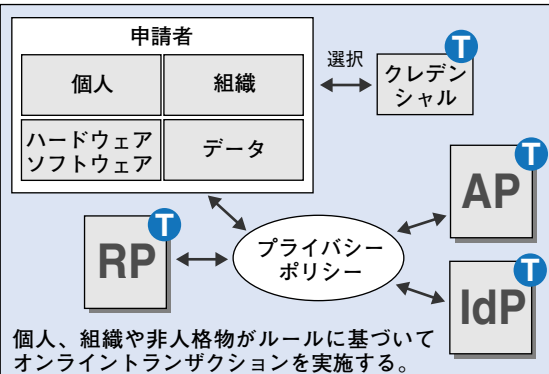 申請者
個人
組織
ハードウェア
ソフトウェア
データ
選択
T
クレデン
シャル
T
AP
T
RP
プライバシー
ポリシー
T
IdP
個人、組織や非人格物がルールに基づいて
オンライントランザクションを実施する。